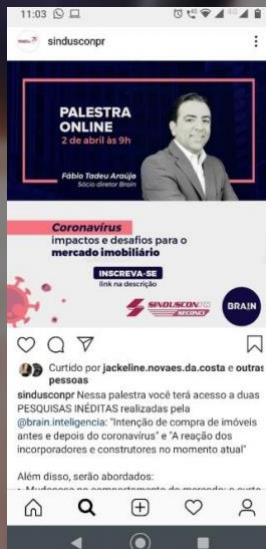 11:03
sindusconpr
PALESTRA
ONLINE
2 de abril às 9h
Fábio Tadeu Araújo
Sócio diretor Brain
Coronavírus
impactos e desafios para o
mercado imobiliário
INSCREVA-SE
link na descrição
SINDUSCON PR
SECONCI
BRAIN
Curtido por jackeline.novaes.da.costa e outras
pessoas
sindusconpr Nessa palestra você terá acesso a duas
PESQUISAS INÉDITAS realizadas pela
@brain.inteligencia: "Intenção de compra de imóveis
antes e depois do coronavírus" e "A reação dos
incorporadores e construtores no momento atual"
Além disso, serão abordados: